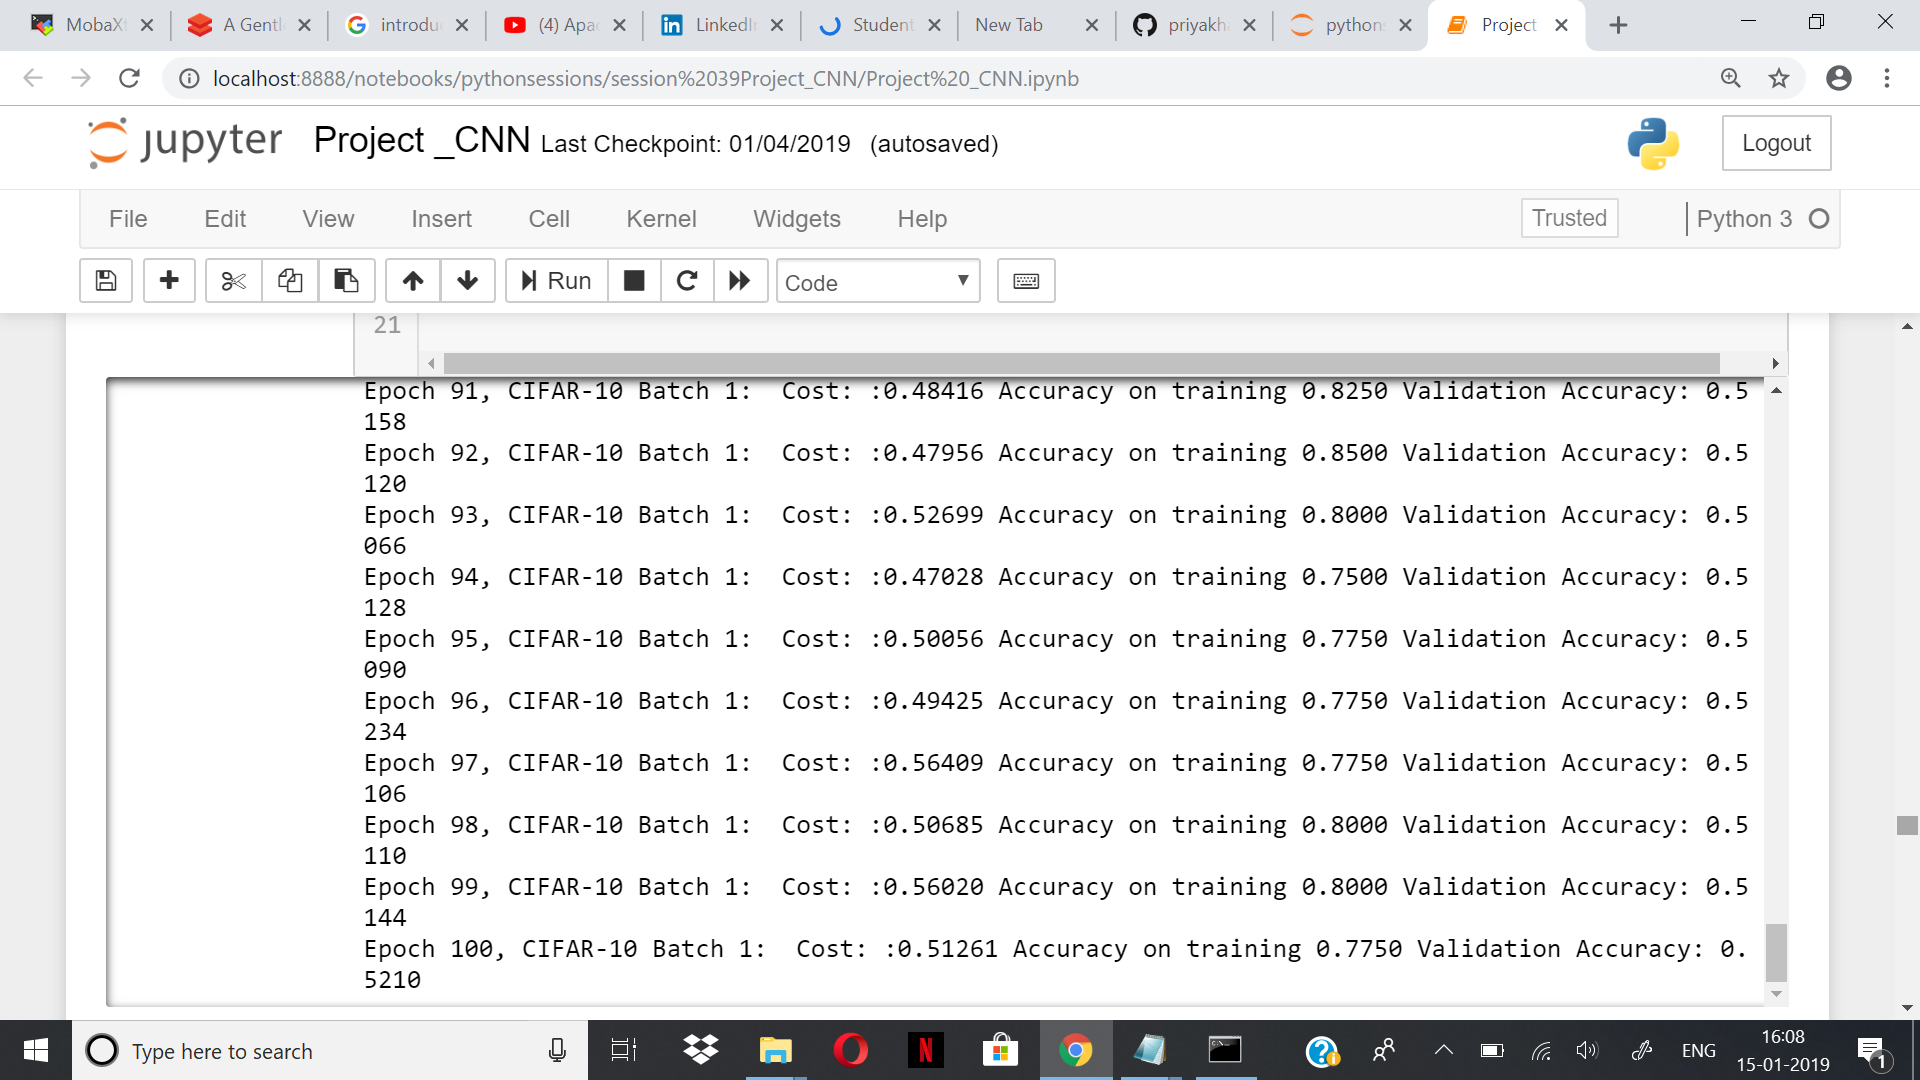 MobaXt
A Gentl
introdu
(4) Apac
LinkedIn
Student
New Tab
priyakha
pythons
Project
localhost:8888/notebooks/pythonsessions/session%2039Project_CNN/Project%20_CNN.ipynb
jupyter Project _CNN Last Checkpoint: 01/04/2019 (autosaved)
Logout
File Edit View Insert Cell Kernel Widgets Help Trusted Python 3
Run Code
21
Epoch 91, CIFAR-10 Batch 1:  Cost: :0.48416 Accuracy on training 0.8250 Validation Accuracy: 0.5
158
Epoch 92, CIFAR-10 Batch 1:  Cost: :0.47956 Accuracy on training 0.8500 Validation Accuracy: 0.5
120
Epoch 93, CIFAR-10 Batch 1:  Cost: :0.52699 Accuracy on training 0.8000 Validation Accuracy: 0.5
066
Epoch 94, CIFAR-10 Batch 1:  Cost: :0.47028 Accuracy on training 0.7500 Validation Accuracy: 0.5
128
Epoch 95, CIFAR-10 Batch 1:  Cost: :0.50056 Accuracy on training 0.7750 Validation Accuracy: 0.5
090
Epoch 96, CIFAR-10 Batch 1:  Cost: :0.49425 Accuracy on training 0.7750 Validation Accuracy: 0.5
234
Epoch 97, CIFAR-10 Batch 1:  Cost: :0.56409 Accuracy on training 0.7750 Validation Accuracy: 0.5
106
Epoch 98, CIFAR-10 Batch 1:  Cost: :0.50685 Accuracy on training 0.8000 Validation Accuracy: 0.5
110
Epoch 99, CIFAR-10 Batch 1:  Cost: :0.56020 Accuracy on training 0.8000 Validation Accuracy: 0.5
144
Epoch 100, CIFAR-10 Batch 1:  Cost: :0.51261 Accuracy on training 0.7750 Validation Accuracy: 0.
5210
Type here to search
ENG
16:08
15-01-2019
1